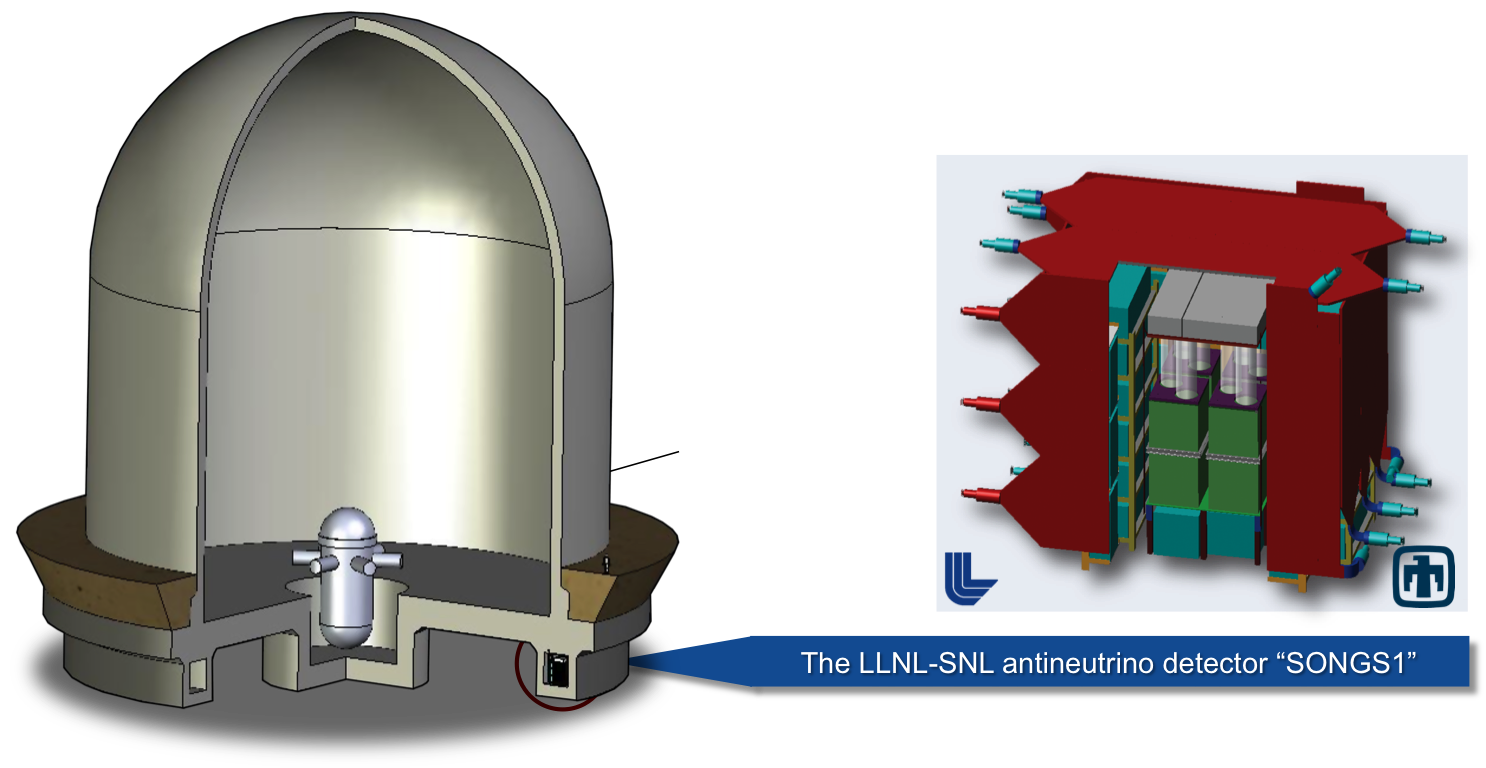 The LLNL-SNL antineutrino detector “SONGS1”